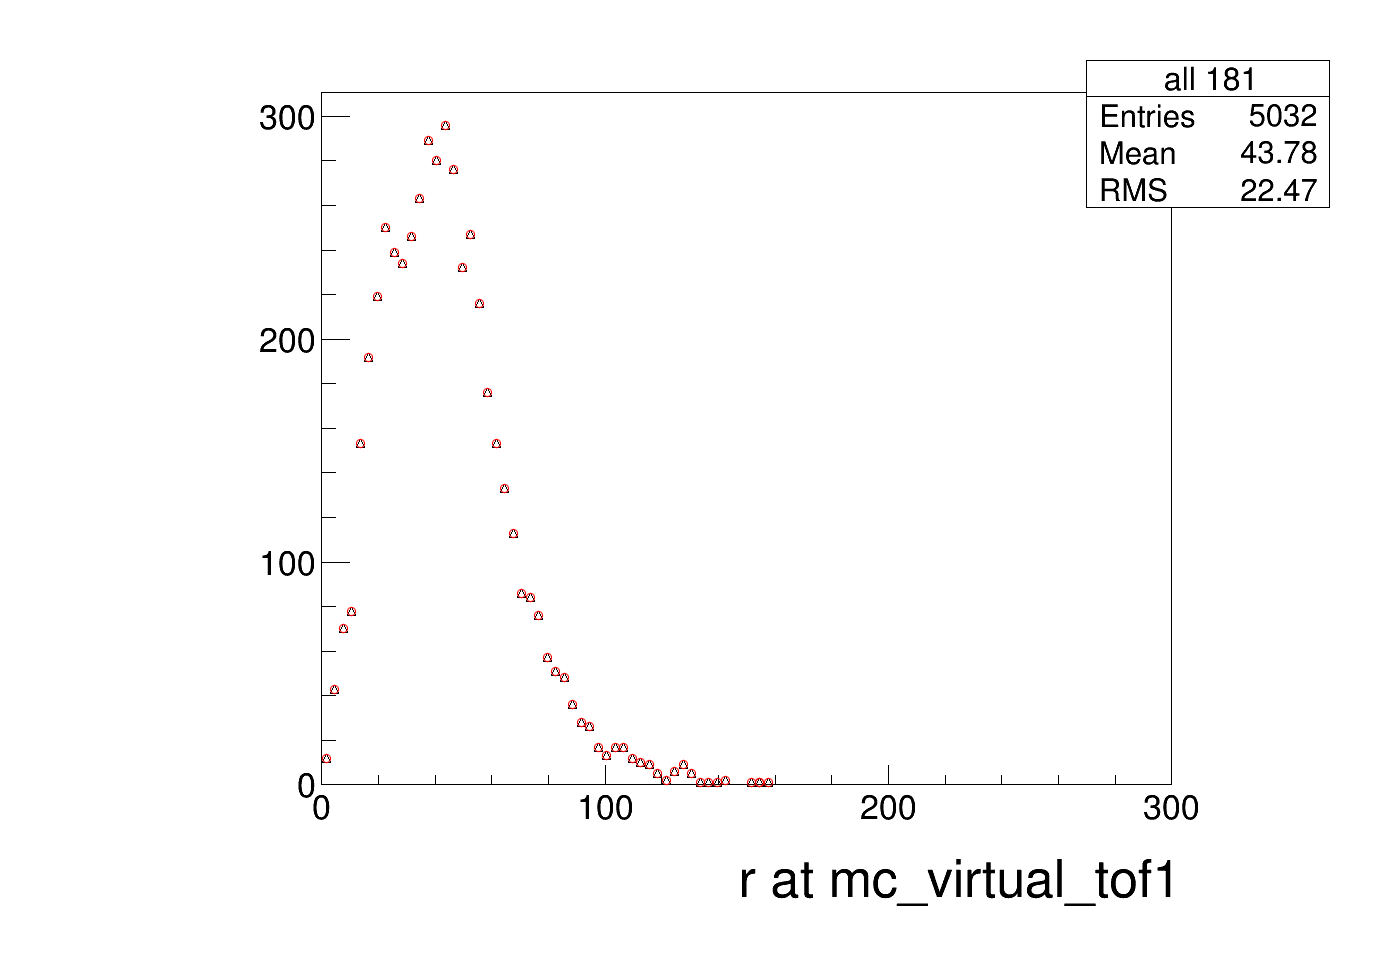 all 181
Entries 5032
Mean 43.78
RMS 22.47
300
200
100
0
0 100 200 300
r at mc_virtual_tof1